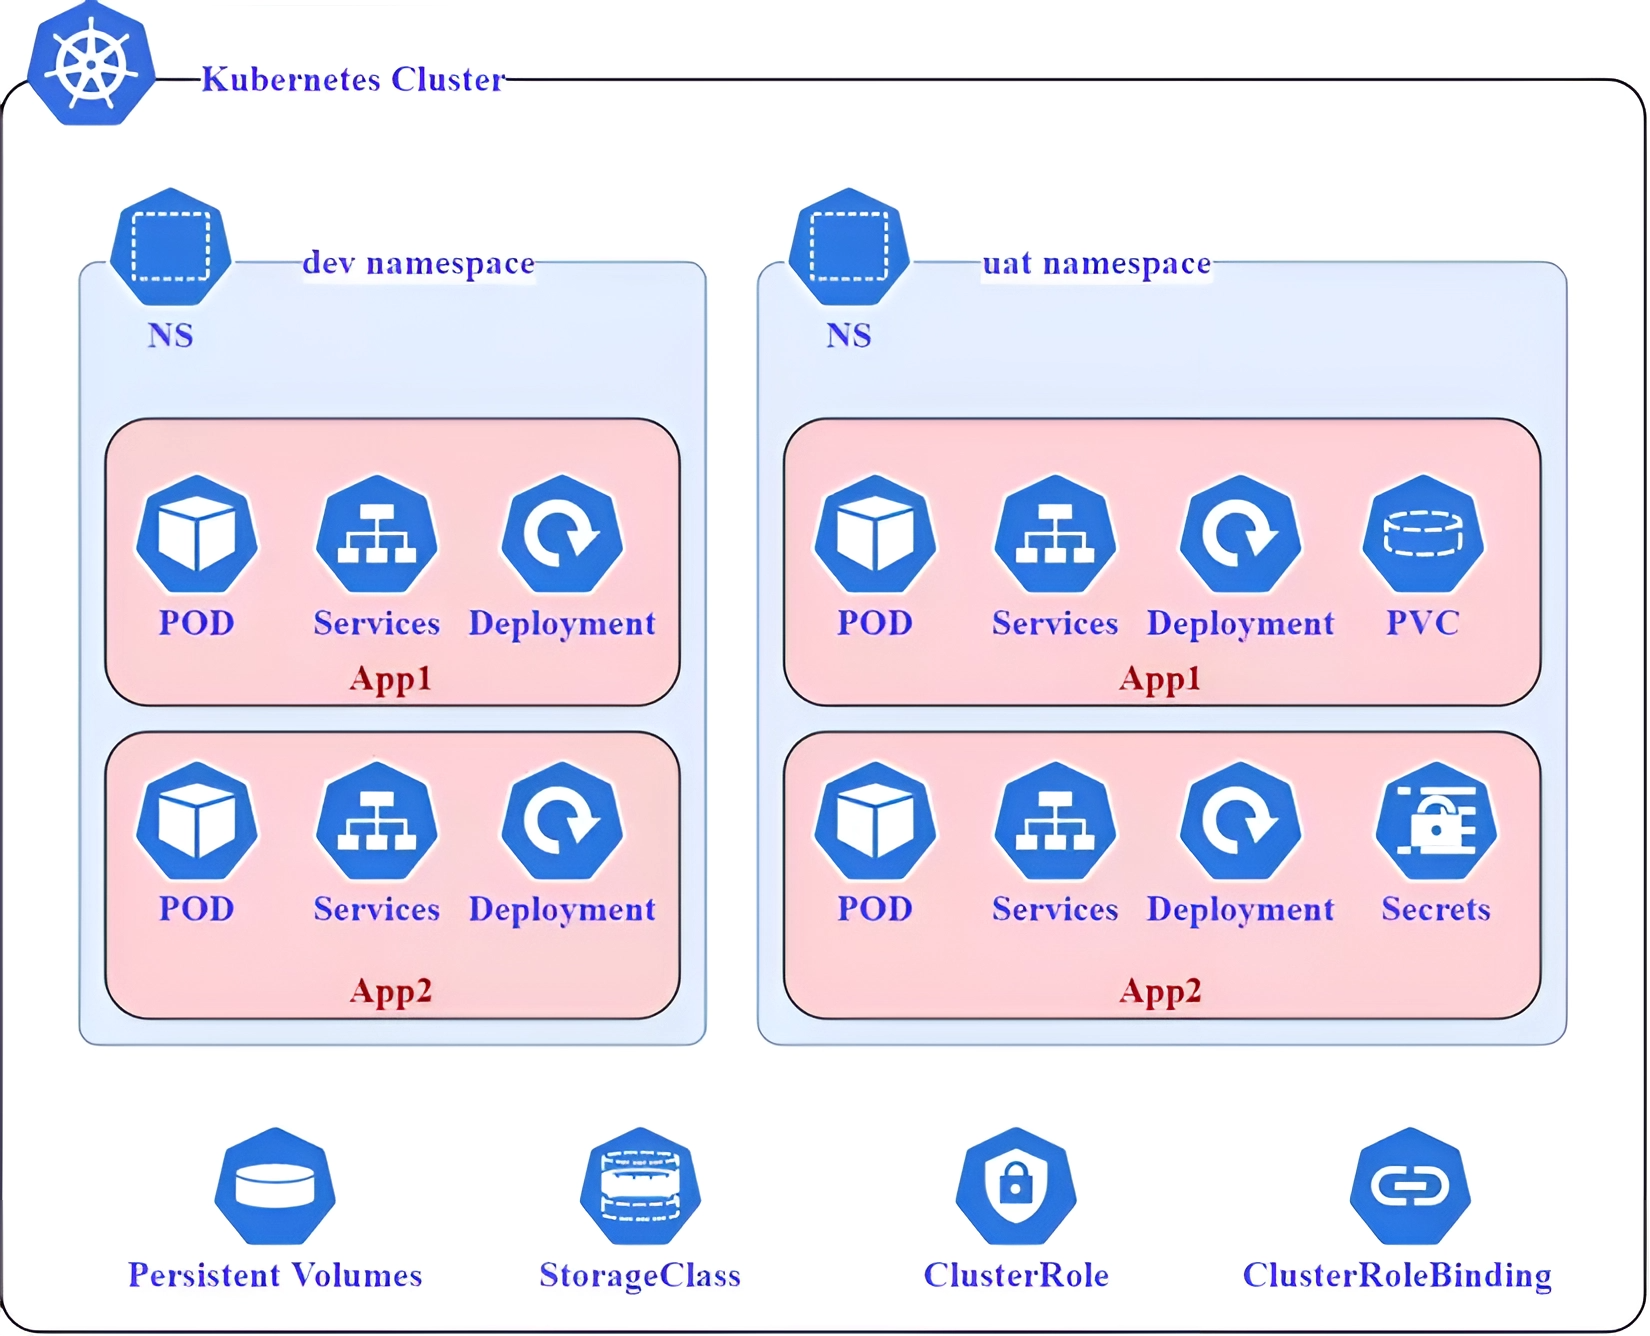 Kubernetes Cluster
dev namespace
NS
POD Services Deployment
App1
POD Services Deployment
App2
uat namespace
NS
POD Services Deployment PVC
App1
POD Services Deployment Secrets
App2
Persistent Volumes StorageClass ClusterRole ClusterRoleBinding